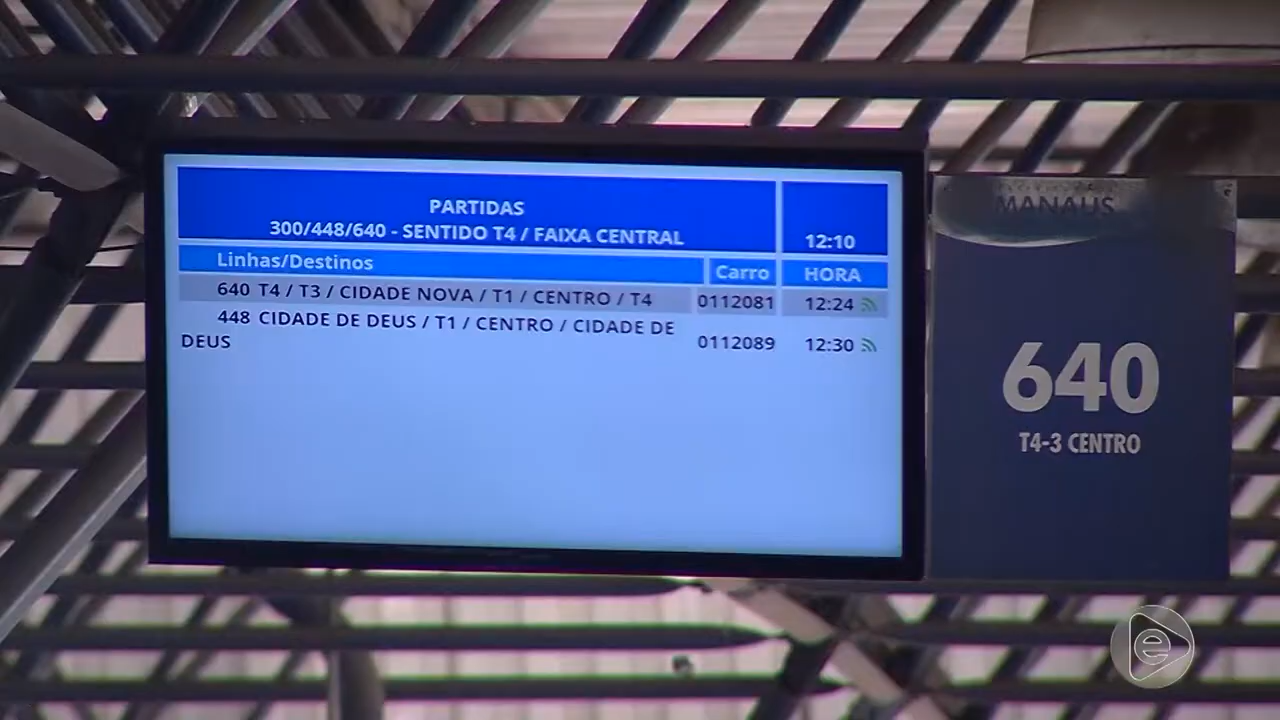 PARTIDAS
300/448/640 - SENTIDO T4 / FAIXA CENTRAL
12:10
Linhas/Destinos Carro HORA
640 T4 / T3 / CIDADE NOVA / T1 / CENTRO / T4 0112081 12:24
448 CIDADE DE DEUS / T1 / CENTRO / CIDADE DE
DEUS 0112089 12:30
MANAUS
640
T4-3 CENTRO
e